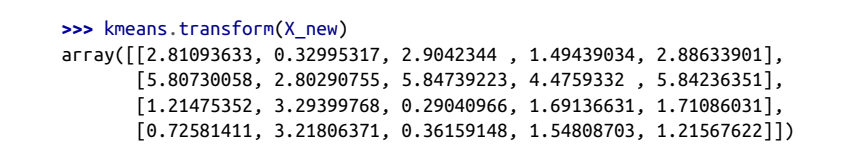 >>> kmeans.transform(X_new)
array([[2.81093633, 0.32995317, 2.9042344 , 1.49439034, 2.88633901],
       [5.80730058, 2.80290755, 5.84739223, 4.4759332 , 5.84236351],
       [1.21475352, 3.29399768, 0.29040966, 1.69136631, 1.71086031],
       [0.72581411, 3.21806371, 0.36159148, 1.54808703, 1.21567622]])